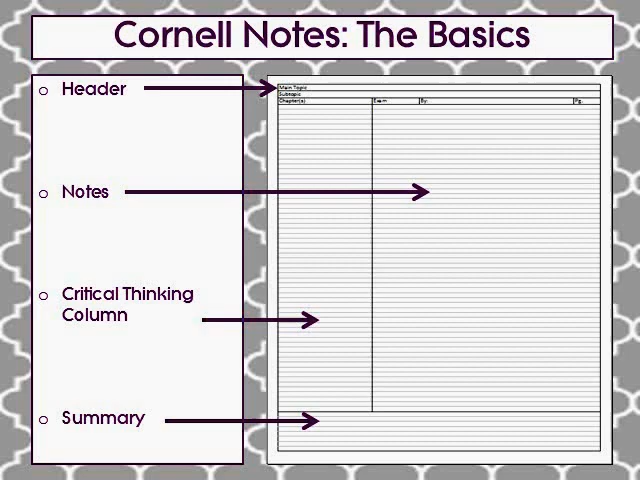 Cornell Notes: The Basics
Header
Notes
Critical Thinking
Column
Summary
Main Topic
Subtopic
Chapter(s) Exam By: Pg.